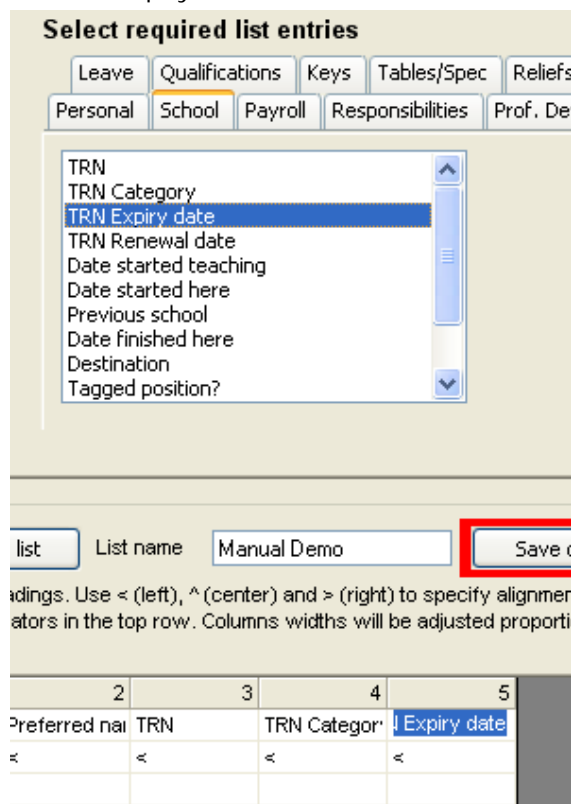 Select required list entries
Leave Qualifications Keys Tables/Spec Reliefs
Personal School Payroll Responsibilities Prof. De
TRN
TRN Category
TRN Expiry date
TRN Renewal date
Date started teaching
Date started here
Previous school
Date finished here
Destination
Tagged position?
list List name Manual Demo Save
adings. Use < (left), ^ (center) and > (right) to specify alignmen
ators in the top row. Columns widths will be adjusted proporti
2 3 4 5
Preferred nai TRN TRN Categor Expiry date
< < < <